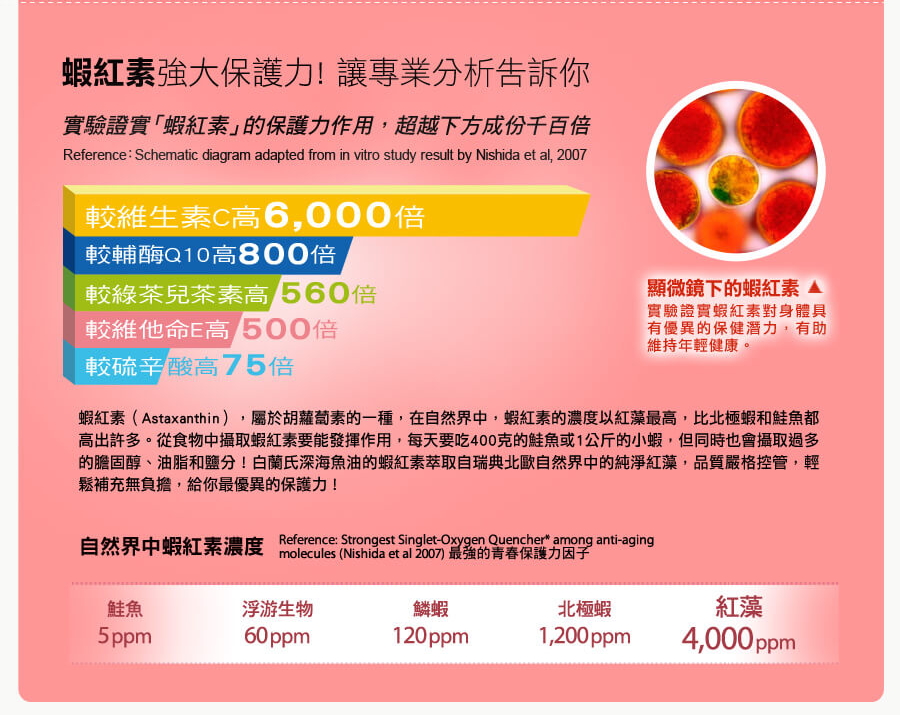 蝦紅素強大保護力! 讓專業分析告訴你
實驗證實「蝦紅素」的保護力作用,超越下方成份千百倍
Reference: Schematic diagram adapted from in vitro study result by Nishida et al, 2007
較維生素C高6,000倍
較輔酶Q10高800倍
較綠茶兒茶素高560倍
較維他命E高500倍
較硫辛酸高75倍
顯微鏡下的蝦紅素▲
實驗證實蝦紅素對身體具
有優異的保健潛力,有助
維持年輕健康。
蝦紅素(Astaxanthin),屬於胡蘿蔔素的一種,在自然界中,蝦紅素的濃度以紅藻最高,比北極蝦和鮭魚都
高出許多。從食物中攝取蝦紅素要能發揮作用,每天要吃400克的鮭魚或1公斤的小蝦,但同時也會攝取過多
的膽固醇、油脂和鹽分!白蘭氏深海魚油的蝦紅素萃取自瑞典北歐自然界中的純淨紅藻,品質嚴格控管,輕
鬆補充無負擔,給你最優異的保護力!
自然界中蝦紅素濃度
Reference: Strongest Singlet-Oxygen Quencher* among anti-aging
molecules (Nishida et al 2007) 最強的青春保護力因子
鮭魚 浮游生物 鱗蝦 北極蝦 紅藻
5ppm 60ppm 120ppm 1,200ppm 4,000ppm